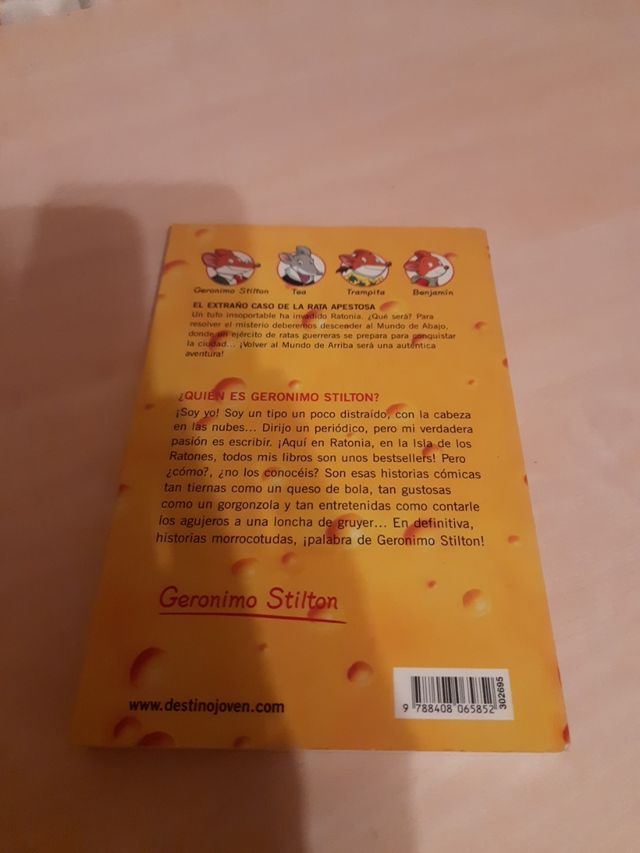 Geronimo Stilton Tea Trampita Benjamín
EL EXTRAÑO CASO DE LA RATA APESTOSA
Un tufo insoportable ha invadido Ratonia. ¿Qué será? Para
resolver el misterio deberemos descender al Mundo de Abajo,
donde un ejército de ratas guerreras se prepara para conquistar
la ciudad... ¡Volver al Mundo de Arriba será una auténtica
aventura!
¿QUIÉN ES GERONIMO STILTON?
¡Soy yo! Soy un tipo un poco distraído, con la cabeza
en las nubes... Dirijo un periódico, pero mi verdadera
pasión es escribir. ¡Aquí en Ratonia, en la Isla de los
Ratones, todos mis libros son unos bestsellers! Pero
¿cómo?, ¿no los conocéis? Son esas historias cómicas
tan tiernas como un queso de bola, tan gustosas
como un gorgonzola y tan entretenidas como contarle
los agujeros a una loncha de gruyer... En definitiva,
historias morrocotudas, ¡palabra de Geronimo Stilton!
Geronimo Stilton
www.destinojoven.com
9 788408 065852
302695